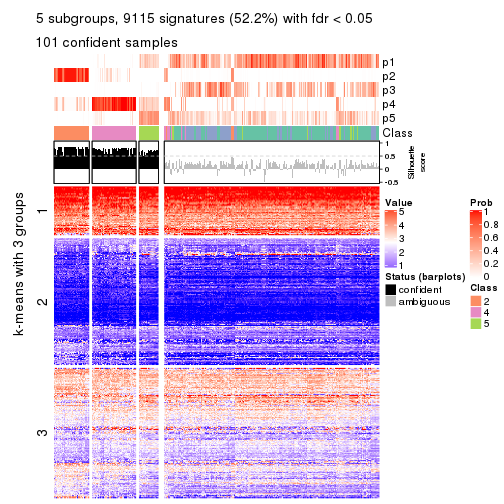 5 subgroups, 9115 signatures (52.2%) with fdr < 0.05
101 confident samples
p1
p2
p3
p4
p5
Class
1
0.5
0
-0.5
Silhouette
score
k-means with 3 groups
1
2
3
Value
5
4
3
2
1
Status (barplots)
confident
ambiguous
Prob
1
0.8
0.6
0.4
0.2
0
Class
2
4
5